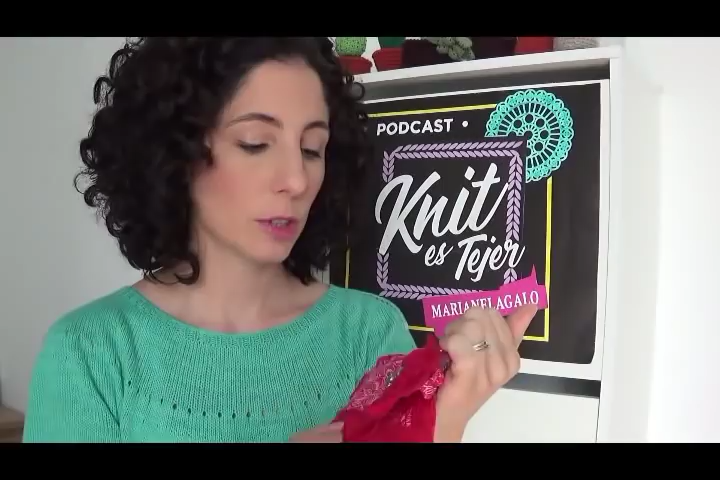 PODCAST •
Knit
es Tejer
MARIANELAGALO